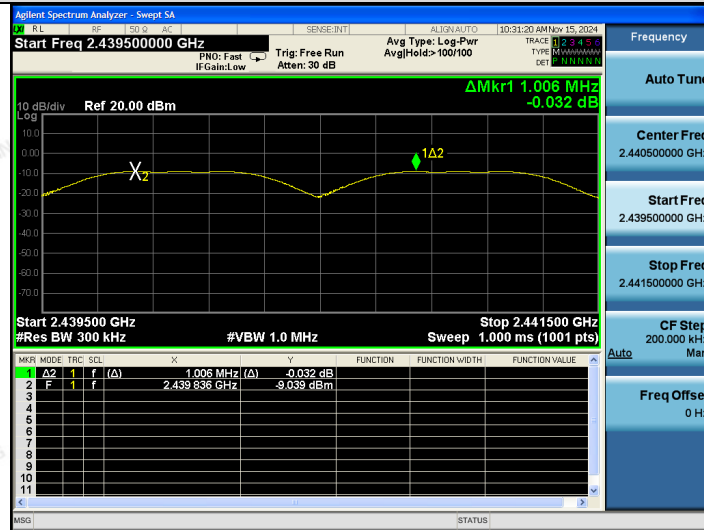 Agilent Spectrum Analyzer - Swept SA
LXI RL RF 50 Ω AC SENSE:INT ALIGNAUTO 10:31:20 AM Nov 15, 2024
Start Freq 2.439500000 GHz
PNO: Fast
IFGain:Low
Trig: Free Run
Atten: 30 dB
Avg Type: Log-Pwr
Avg|Hold:>100/100
TRACE 1 2 3 4 5 6
TYPE M
DET P N N N N N
ΔMkr1 1.006 MHz
-0.032 dB
10 dB/div Ref 20.00 dBm
Log
10.0
0.00
-10.0
-20.0
-30.0
-40.0
-50.0
-60.0
-70.0
X2
1Δ2
Start 2.439500 GHz Stop 2.441500 GHz
#Res BW 300 kHz #VBW 1.0 MHz Sweep 1.000 ms (1001 pts)
MKR MODE TRC SCL X Y FUNCTION FUNCTION WIDTH FUNCTION VALUE
1 Δ2 1 f (Δ) 1.006 MHz (Δ) -0.032 dB
2 F 1 f 2.439 836 GHz -9.039 dBm
3
4
5
6
7
8
9
10
11
MSG STATUS
Frequency
Auto Tune
Center Freq
2.440500000 GHz
Start Freq
2.439500000 GHz
Stop Freq
2.441500000 GHz
CF Step
200.000 kHz
Auto Man
Freq Offset
0 Hz